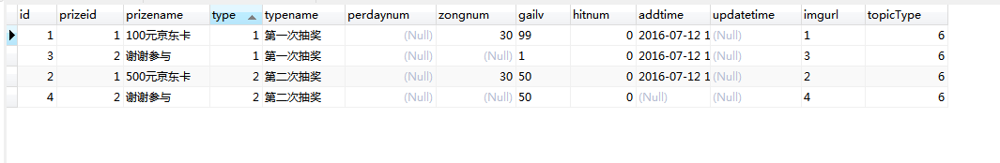 id prizeid prizename type typename perdaynum zongnum gailv hitnum addtime updatetime imgurl topicType
1 1 100元京东卡 1 第一次抽奖 (Null) 30 99 0 2016-07-12 1 (Null) 1 6
3 2 谢谢参与 1 第一次抽奖 (Null) (Null) 1 0 2016-07-12 1 (Null) 3 6
2 1 500元京东卡 2 第二次抽奖 (Null) 30 50 0 2016-07-12 1 (Null) 2 6
4 2 谢谢参与 2 第二次抽奖 (Null) (Null) 50 0 (Null) (Null) 4 6